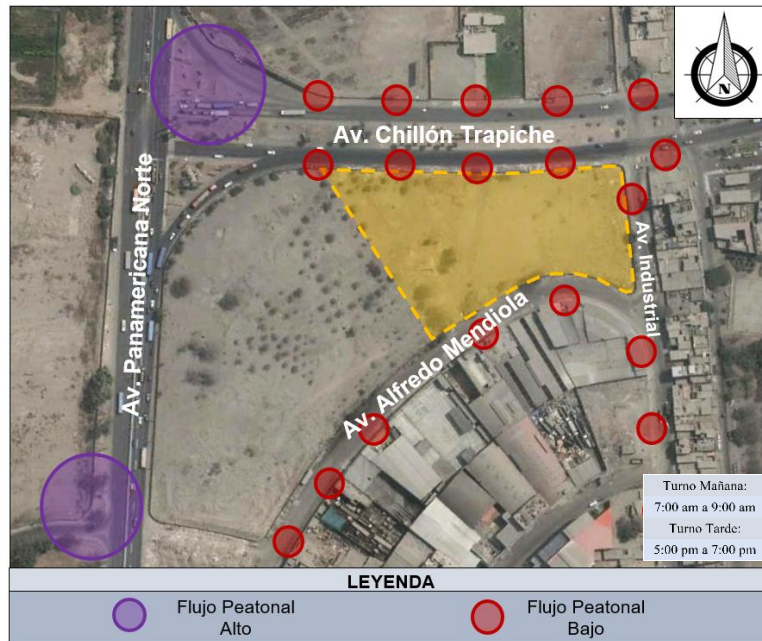 N
Av. Chillón Trapiche
Av. Panamericana Norte
Av. Industrial
Av. Alfredo Mendiola
Turno Mañana:
7:00 am a 9:00 am
Turno Tarde:
5:00 pm a 7:00 pm
LEYENDA
Flujo Peatonal
Alto
Flujo Peatonal
Bajo